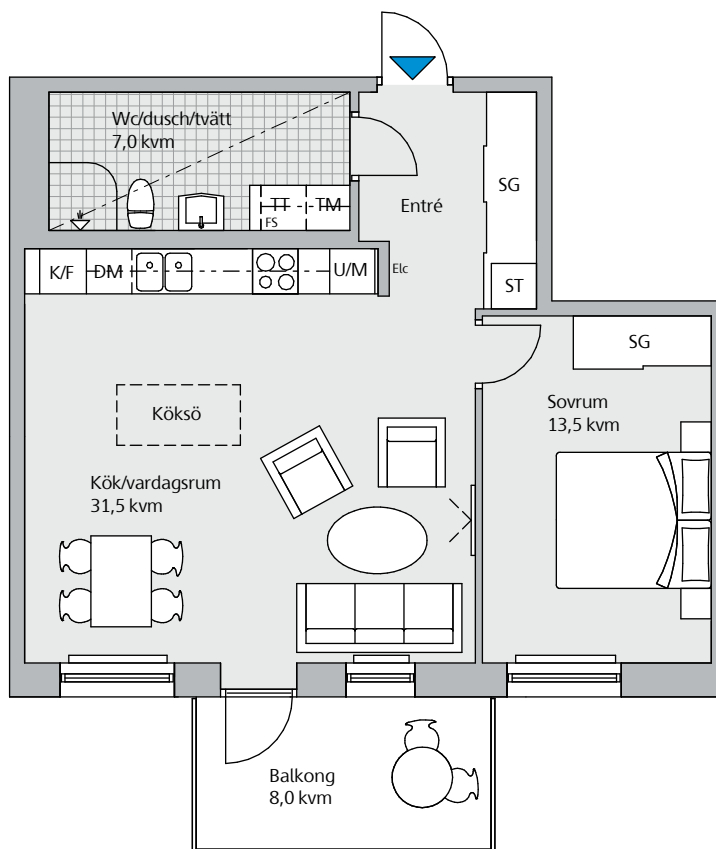 Wc/dusch/tvätt
7,0 kvm
TT
TM
FS
Entré
SG
K/F
DM
U/M
Elc
ST
SG
Köksö
Sovrum
13,5 kvm
Kök/vardagsrum
31,5 kvm
Balkong
8,0 kvm